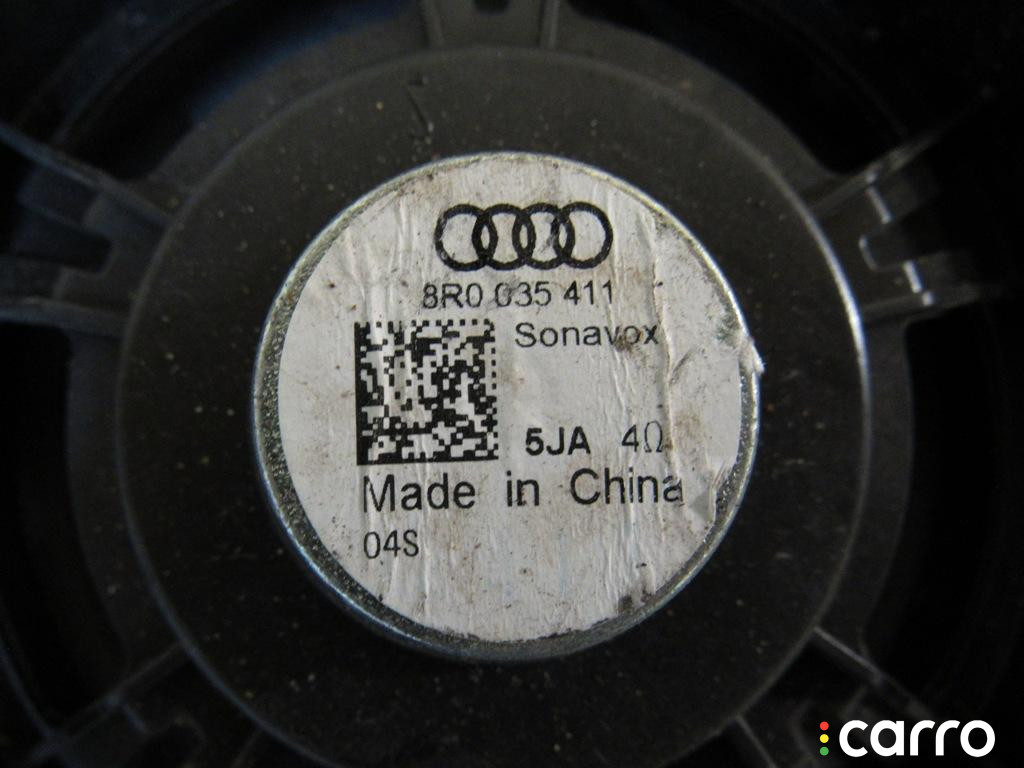 8R0 035 411
Sonavox
5JA 4Ω
Made in China
04S
carro